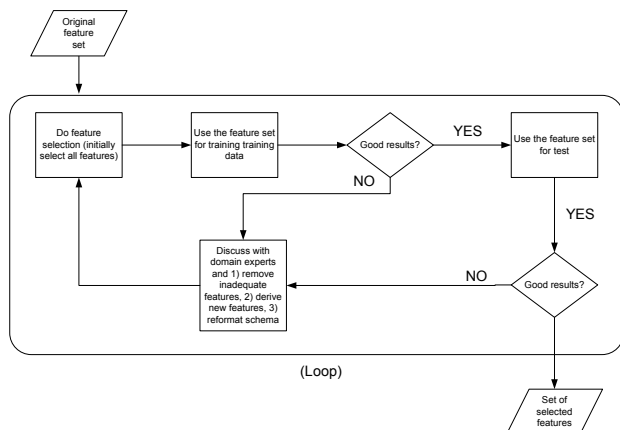 Original
feature
set
Do feature
selection (initially
select all features)
Use the feature set
for training training
data
Good results?
YES
Use the feature set
for test
NO
YES
Discuss with
domain experts
and 1) remove
inadequate
features, 2) derive
new features, 3)
reformat schema
NO
Good results?
(Loop)
Set of
selected
features